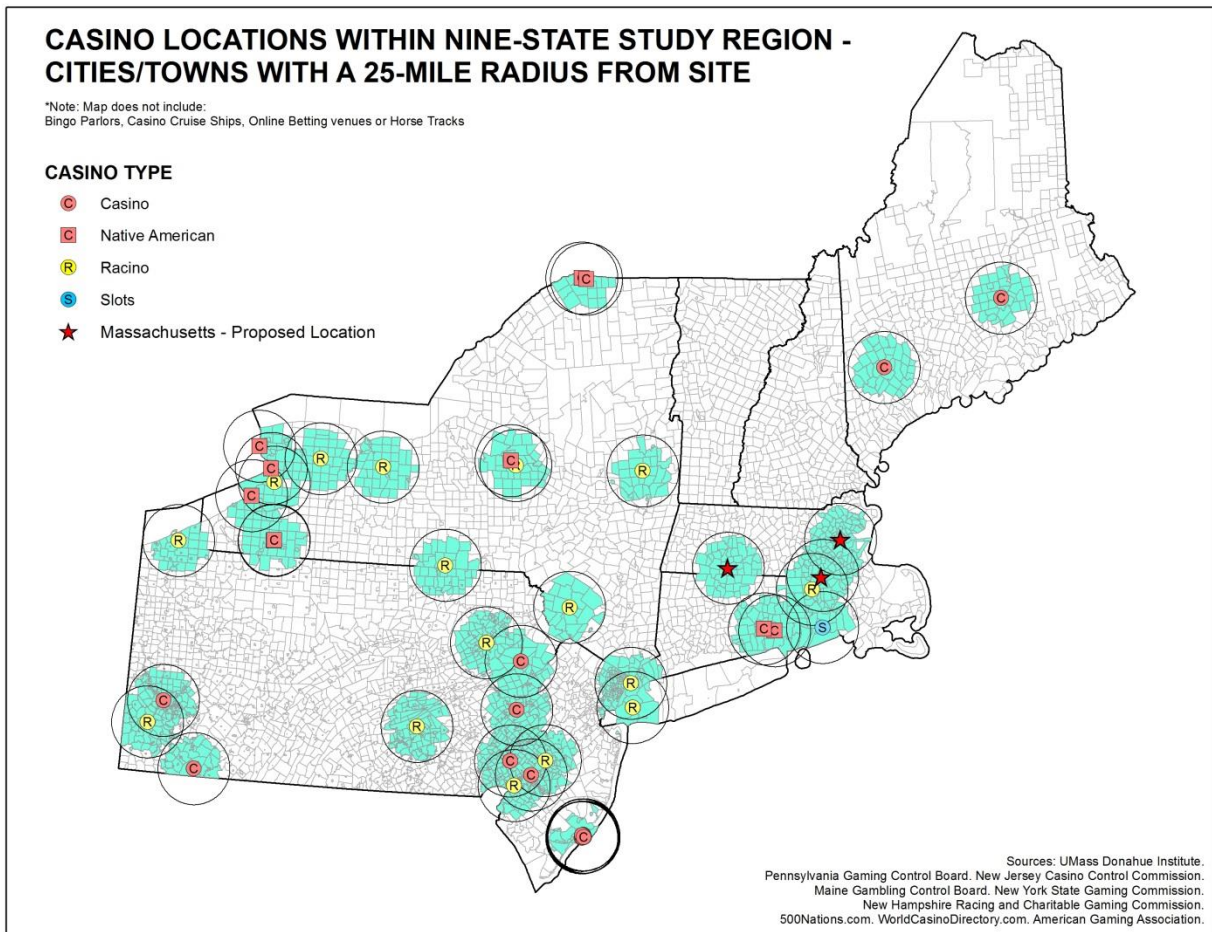 CASINO LOCATIONS WITHIN NINE-STATE STUDY REGION -
CITIES/TOWNS WITH A 25-MILE RADIUS FROM SITE
*Note: Map does not include:
Bingo Parlors, Casino Cruise Ships, Online Betting venues or Horse Tracks
CASINO TYPE
C Casino
C Native American
R Racino
S Slots
Massachusetts - Proposed Location
C
C
C
C
R
C
C
R
R
R
C
R
C
R
R
R
S
C
C
R
C
R
C
R
C
R
R
C
R
C
C
R
C
Sources: UMass Donahue Institute.
Pennsylvania Gaming Control Board. New Jersey Casino Control Commission.
Maine Gambling Control Board. New York State Gaming Commission.
New Hampshire Racing and Charitable Gaming Commission.
500Nations.com. WorldCasinoDirectory.com. American Gaming Association.